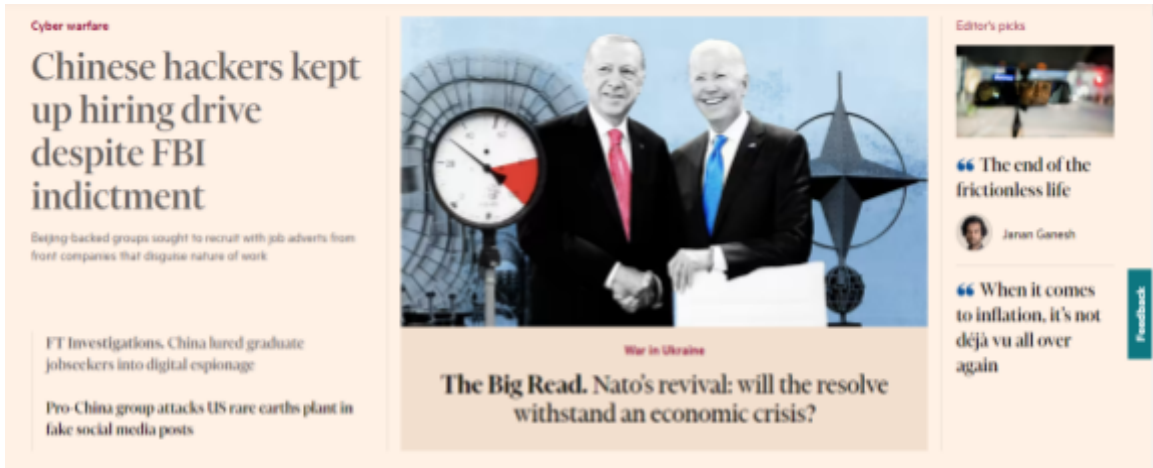 Cyber warfare
Chinese hackers kept
up hiring drive
despite FBI
indictment
Beijing-backed groups sought to recruit with job adverts from
front companies that disguise nature of work
FT Investigations. China lured graduate
jobseekers into digital espionage
Pro-China group attacks US rare earths plant in
fake social media posts
War in Ukraine
The Big Read. Nato's revival: will the resolve
withstand an economic crisis?
Editor's picks
“ The end of the
frictionless life
Janan Ganesh
“ When it comes
to inflation, it's not
déjà vu all over
again
Feedback